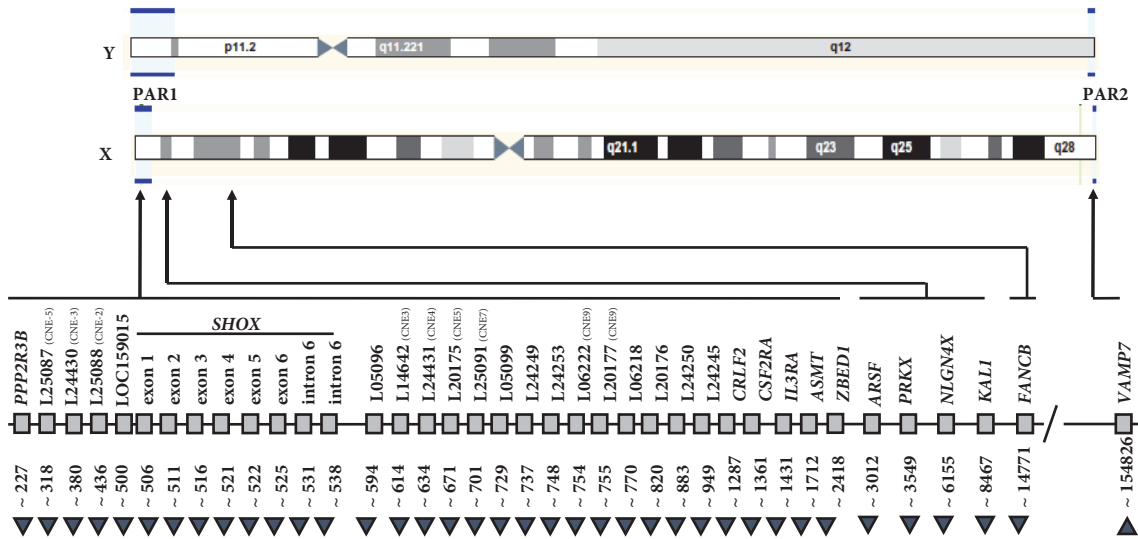 Y
p11.2
q11.221
q12
PAR1
PAR2
X
q21.1
q23
q25
q28
SHOX
PPP2R3B
L25087 (CNE-5)
L24430 (CNE-3)
L25088 (CNE-2)
LOC159015
exon 1
exon 2
exon 3
exon 4
exon 5
exon 6
intron 6
intron 6
L05096
L14642 (CNE3)
L24431 (CNE4)
L20175 (CNE5)
L25091 (CNE7)
L05099
L24249
L24253
L06222 (CNE9)
L20177 (CNE9)
L06218
L20176
L24250
L24245
CRLF2
CSF2RA
IL3RA
ASMT
ZBED1
ARSF
PRKX
NLGN4X
KAL1
FANCB
VAMP7
~ 227
~ 318
~ 380
~ 436
~ 500
~ 506
~ 511
~ 516
~ 521
~ 522
~ 525
~ 531
~ 538
~ 594
~ 614
~ 634
~ 671
~ 701
~ 729
~ 737
~ 748
~ 754
~ 755
~ 770
~ 820
~ 883
~ 949
~ 1287
~ 1361
~ 1431
~ 1712
~ 2418
~ 3012
~ 3549
~ 6155
~ 8467
~ 14771
~ 154826